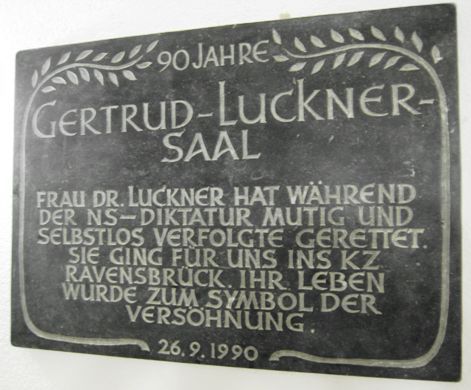 90 JAHRE
GERTRUD-LUCKNER-
SAAL
FRAU DR. LUCKNER HAT WÄHREND
DER NS-DIKTATUR MUTIG UND
SELBSTLOS VERFOLGTE GERETTET.
SIE GING FÜR UNS INS KZ
RAVENSBRÜCK. IHR LEBEN
WURDE ZUM SYMBOL DER
VERSÖHNUNG.
26.9.1990